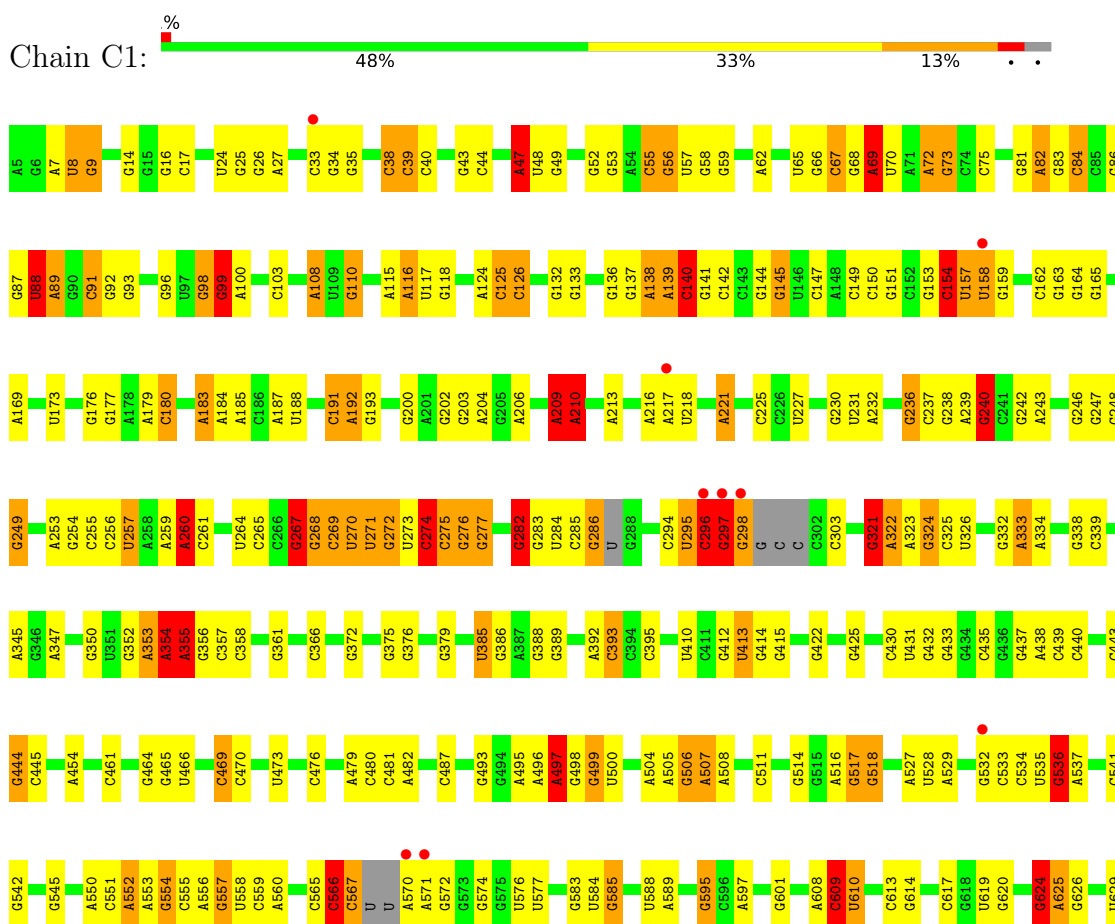 .%
Chain C1:
48% 33% 13% • •
A5 G6 A7 U8 G9 G14 G15 G16 C17 U24 G25 G26 A27 C33 G34 G35 C38 C39 C40 G43 C44 A47 U48 G49 G52 G53 A54 C55 G56 U57 G58 G59 A62 U65 G66 C67 G68 A69 U70 A71 A72 G73 C74 C75 G81 A82 G83 C84 C85 G86
G87 U88 A89 G90 C91 G92 G93 G96 U97 G98 G99 A100 C103 A108 U109 G110 A115 A116 U117 G118 A124 C125 C126 G132 G133 G136 G137 A138 A139 C140 G141 C142 C143 G144 G145 U146 C147 A148 C149 C150 G151 C152 G153 C154 U157 U158 G159 C162 G163 G164 G165
A169 U173 G176 G177 A178 A179 C180 A183 A184 A185 C186 A187 U188 C191 A192 G193 G200 A201 G202 G203 A204 G205 A206 A209 A210 A213 A216 A217 U218 A221 C225 C226 U227 G230 U231 A232 G236 C237 G238 A239 G240 C241 G242 A243 G246 G247 G248
G249 A253 G254 C255 C256 U257 A258 A259 A260 C261 U264 C265 C266 G267 G268 C269 U270 U271 G272 U273 C274 C275 G276 G277 G282 G283 U284 C285 G286 U G288 C294 U295 C296 G297 G298 G C C C302 C303 G321 A322 A323 G324 C325 U326 G332 A333 A334 G338 C339
A345 G346 A347 G350 U351 G352 A353 A354 A355 G356 C357 C358 G361 C366 G372 G375 G376 G379 U385 G386 A387 G388 G389 A392 C393 C394 C395 U410 C411 G412 U413 G414 G415 G422 G425 C430 U431 G432 G433 G434 C435 G436 G437 A438 C439 C440 C443
G444 C445 A454 C461 G464 G465 U466 C469 C470 U473 C476 A479 C480 C481 A482 C487 G493 G494 A495 A496 A497 G498 G499 U500 A504 A505 G506 A507 A508 C511 G514 G515 A516 G517 G518 A527 U528 A529 G532 C533 C534 U535 G536 A537 G541
G542 G545 A550 C551 A552 A553 G554 C555 A556 G557 U558 C559 A560 C565 C566 C567 U U A570 A571 G572 G573 G574 G575 U576 U577 G583 U584 G585 U588 A589 G595 C596 A597 G601 A608 C609 U610 C613 G614 C617 G618 U619 G620 G624 A625 G626